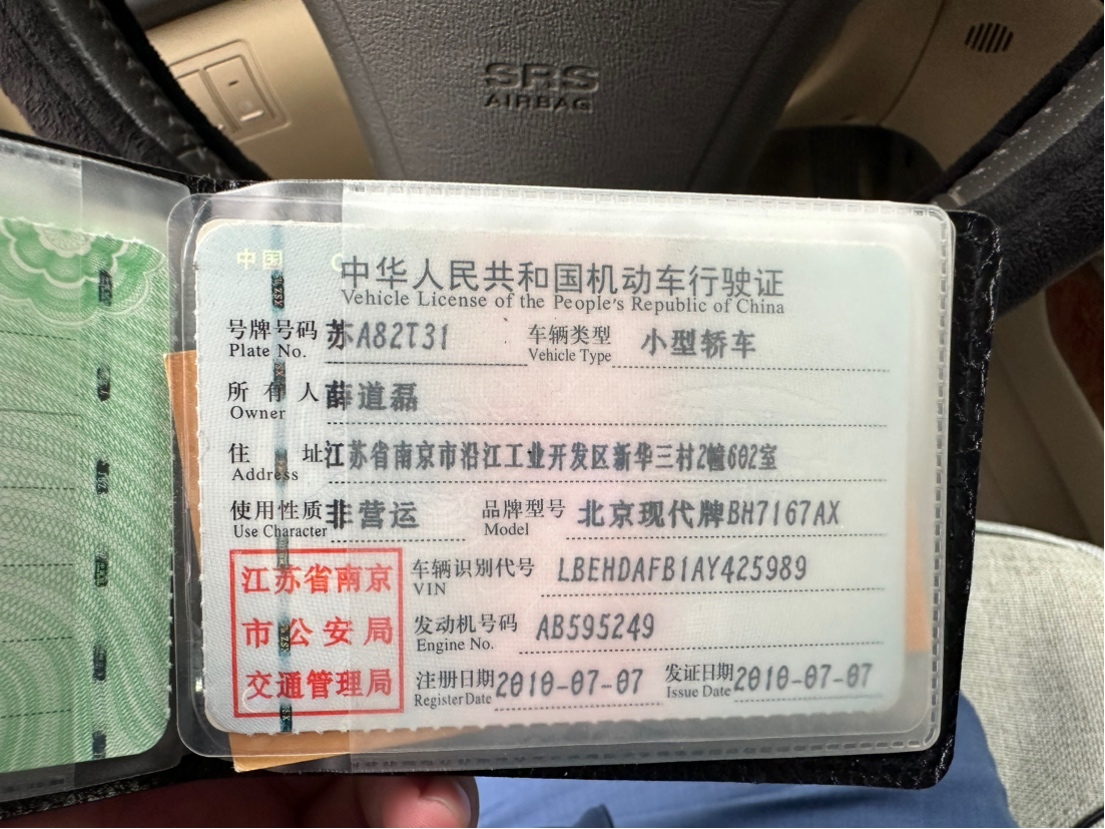 SRS
AIRBAG
中国
中华人民共和国机动车行驶证
Vehicle License of the People's Republic of China
号牌号码 苏A82T31 车辆类型 小型轿车
Plate No. Vehicle Type
所有人 薛道磊
Owner
住址 江苏省南京市沿江工业开发区新华三村2幢602室
Address
使用性质 非营运 品牌型号 北京现代牌BH7167AX
Use Character Model
江苏省南京
市公安局
交通管理局
车辆识别代号 LBEHDAFB1AY425989
VIN
发动机号码 AB595249
Engine No.
注册日期 2010-07-07 发证日期 2010-07-07
Register Date Issue Date